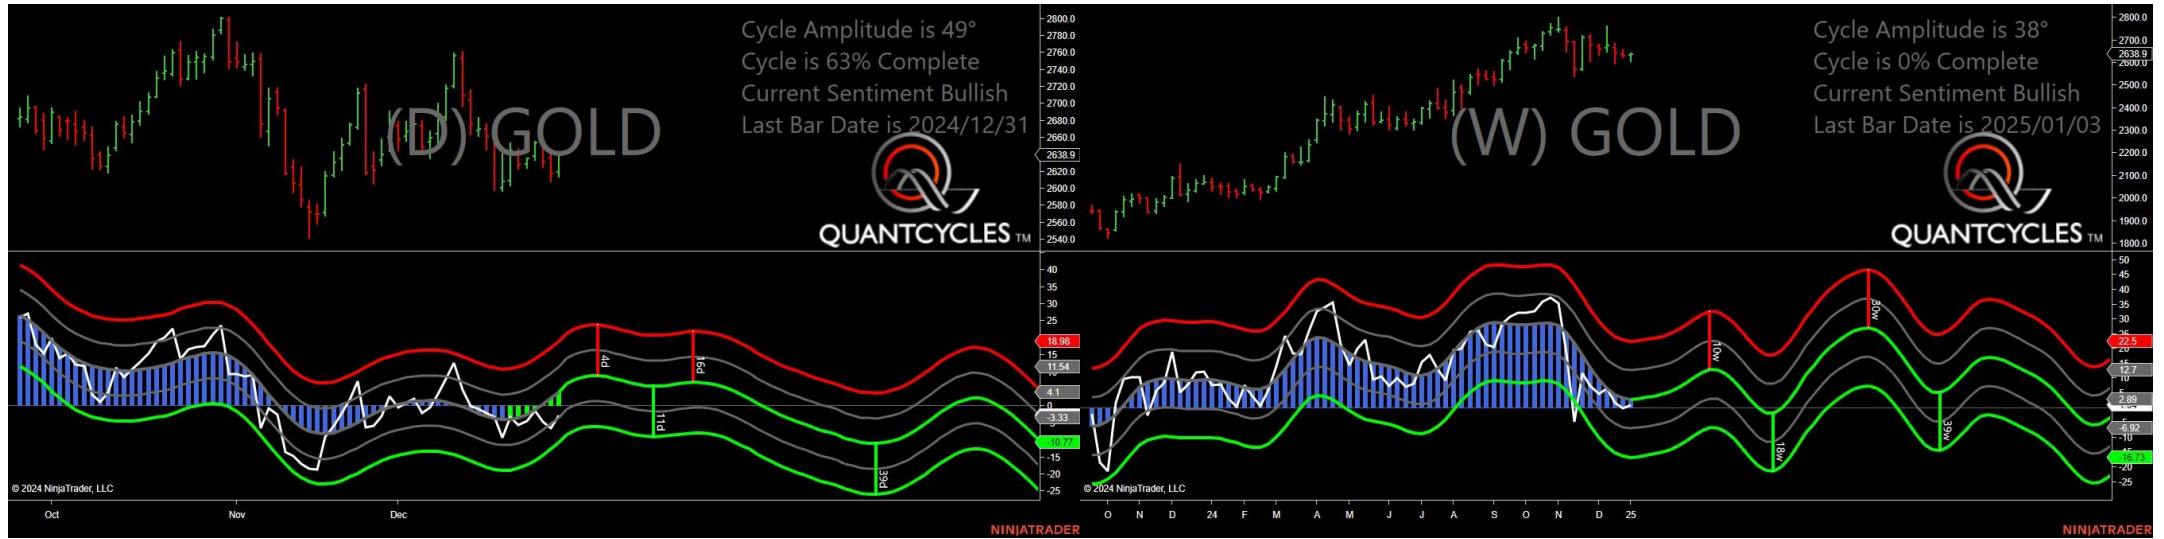 Cycle Amplitude is 49°
Cycle is 63% Complete
Current Sentiment Bullish
Last Bar Date is 2024/12/31
(D) GOLD
QUANTCYCLES TM
2800.0
2780.0
2760.0
2740.0
2720.0
2700.0
2680.0
2660.0
2638.9
2620.0
2600.0
2580.0
2560.0
2540.0
40
35
30
25
18.98
15
11.54
4.1
0
-3.33
-10.77
-15
-20
-25
4d
11d
16d
39d
© 2024 NinjaTrader, LLC
Oct
Nov
Dec
NINJATRADER
Cycle Amplitude is 38°
Cycle is 0% Complete
Current Sentiment Bullish
Last Bar Date is 2025/01/03
(W) GOLD
QUANTCYCLES TM
2800.0
2700.0
2638.9
2600.0
2500.0
2400.0
2300.0
2200.0
2100.0
2000.0
1900.0
1800.0
50
45
40
35
30
25
22.5
15
12.7
2.89
-6.92
-10
-16.73
-20
-25
10w
18w
30w
39w
© 2024 NinjaTrader, LLC
O
N
D
24
F
M
A
M
J
J
A
S
O
N
D
25
NINJATRADER